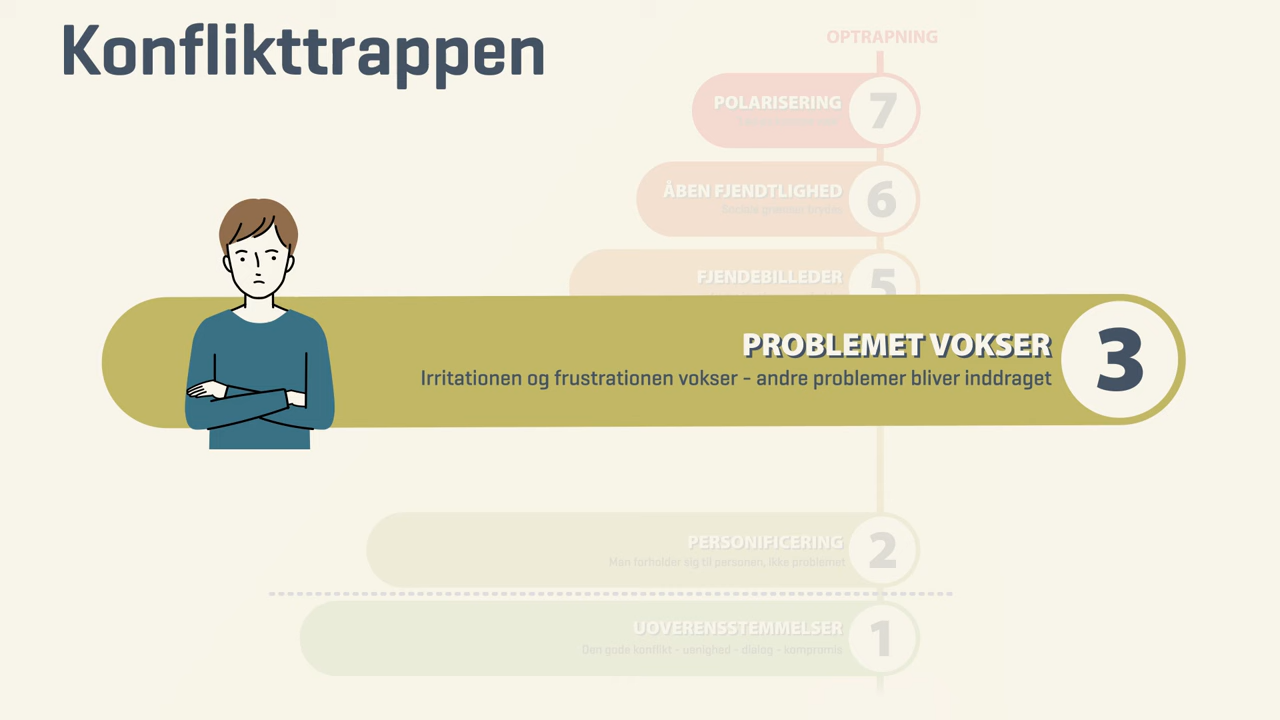 Konflikttrappen
OPTRAPNING
POLARISERING
7
ÅBEN FJENDTLIGHED
6
FJENDEBILLEDER
5
PROBLEMET VOKSER
Irritationen og frustrationen vokser - andre problemer bliver inddraget
3
PERSONIFICERING
Man forholder sig til personen, ikke problemet
2
UOVERENSSTEMMELSER
Den gode konflikt - uenighed - dialog - kompromis
1